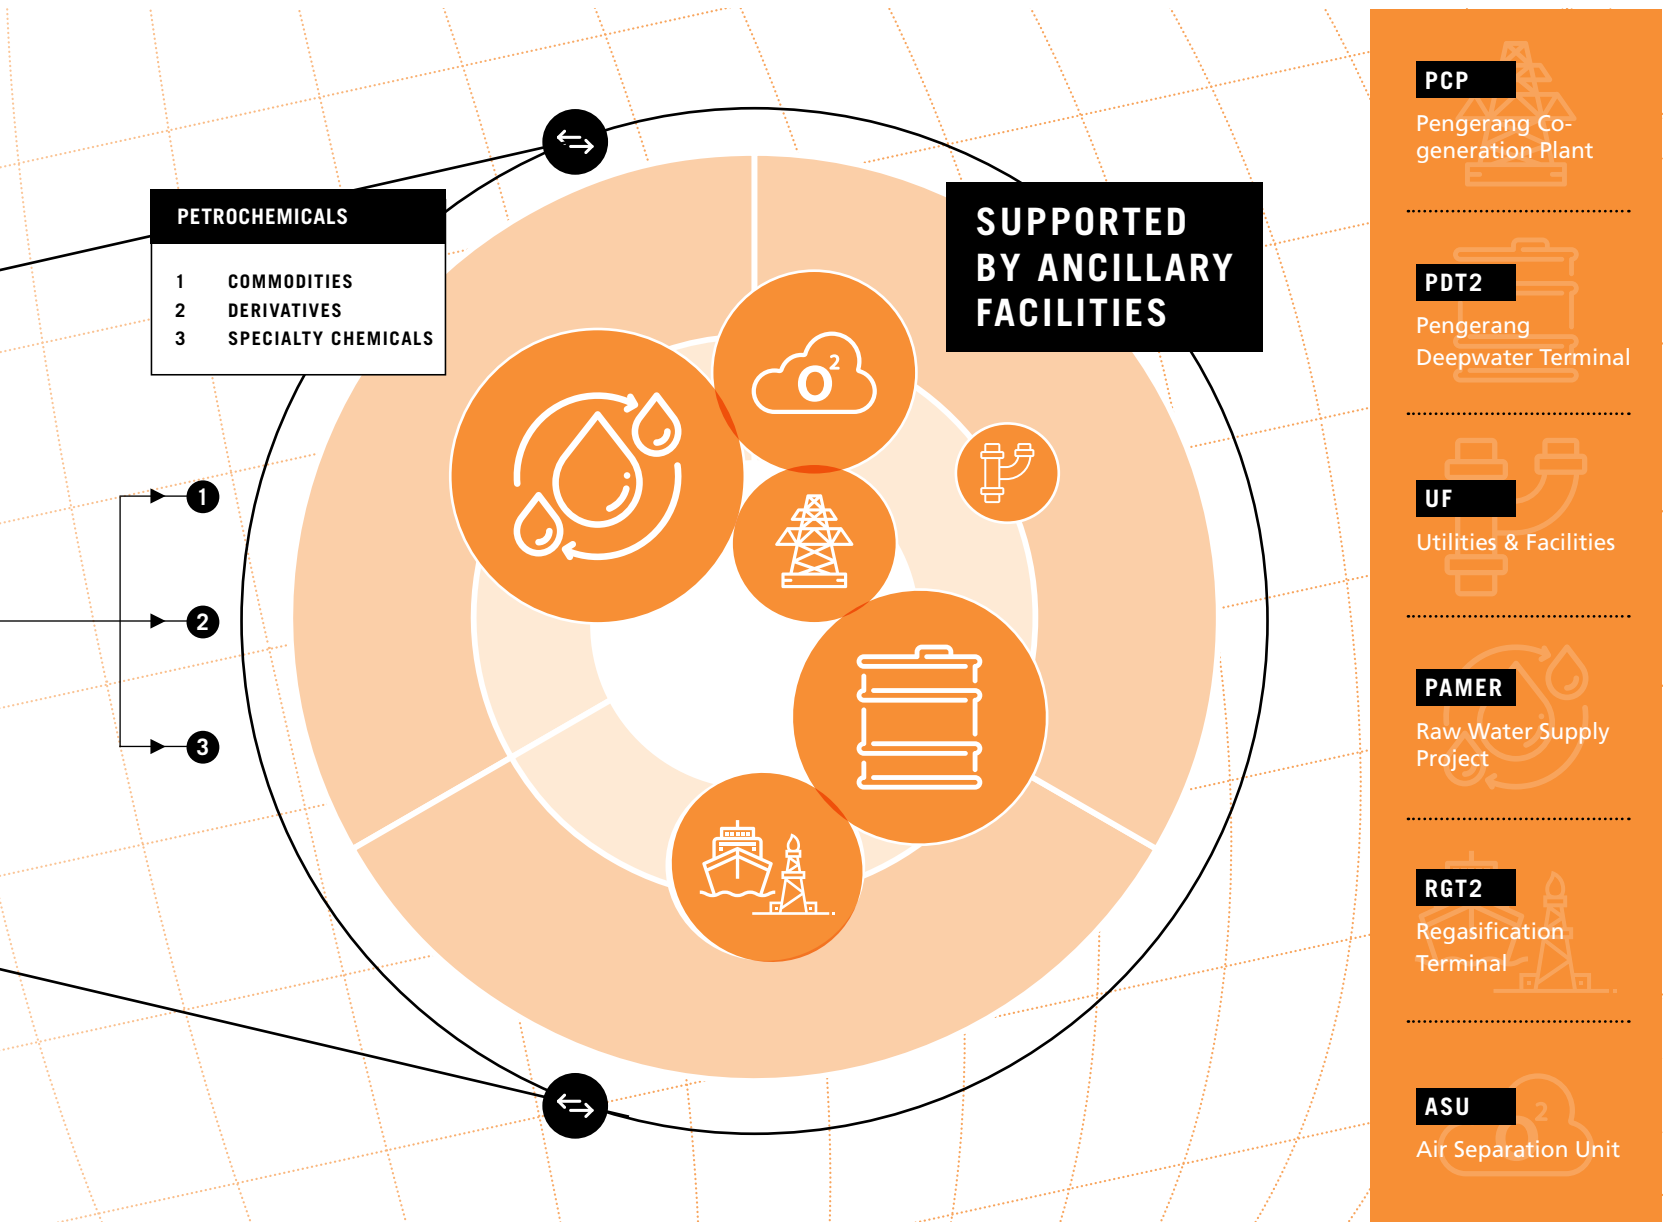 PETROCHEMICALS
1 COMMODITIES
2 DERIVATIVES
3 SPECIALTY CHEMICALS
1
2
3
SUPPORTED
BY ANCILLARY
FACILITIES
O2
PCP
Pengerang Co-
generation Plant
PDT2
Pengerang
Deepwater Terminal
UF
Utilities & Facilities
PAMER
Raw Water Supply
Project
RGT2
Regasification
Terminal
ASU
O2
Air Separation Unit